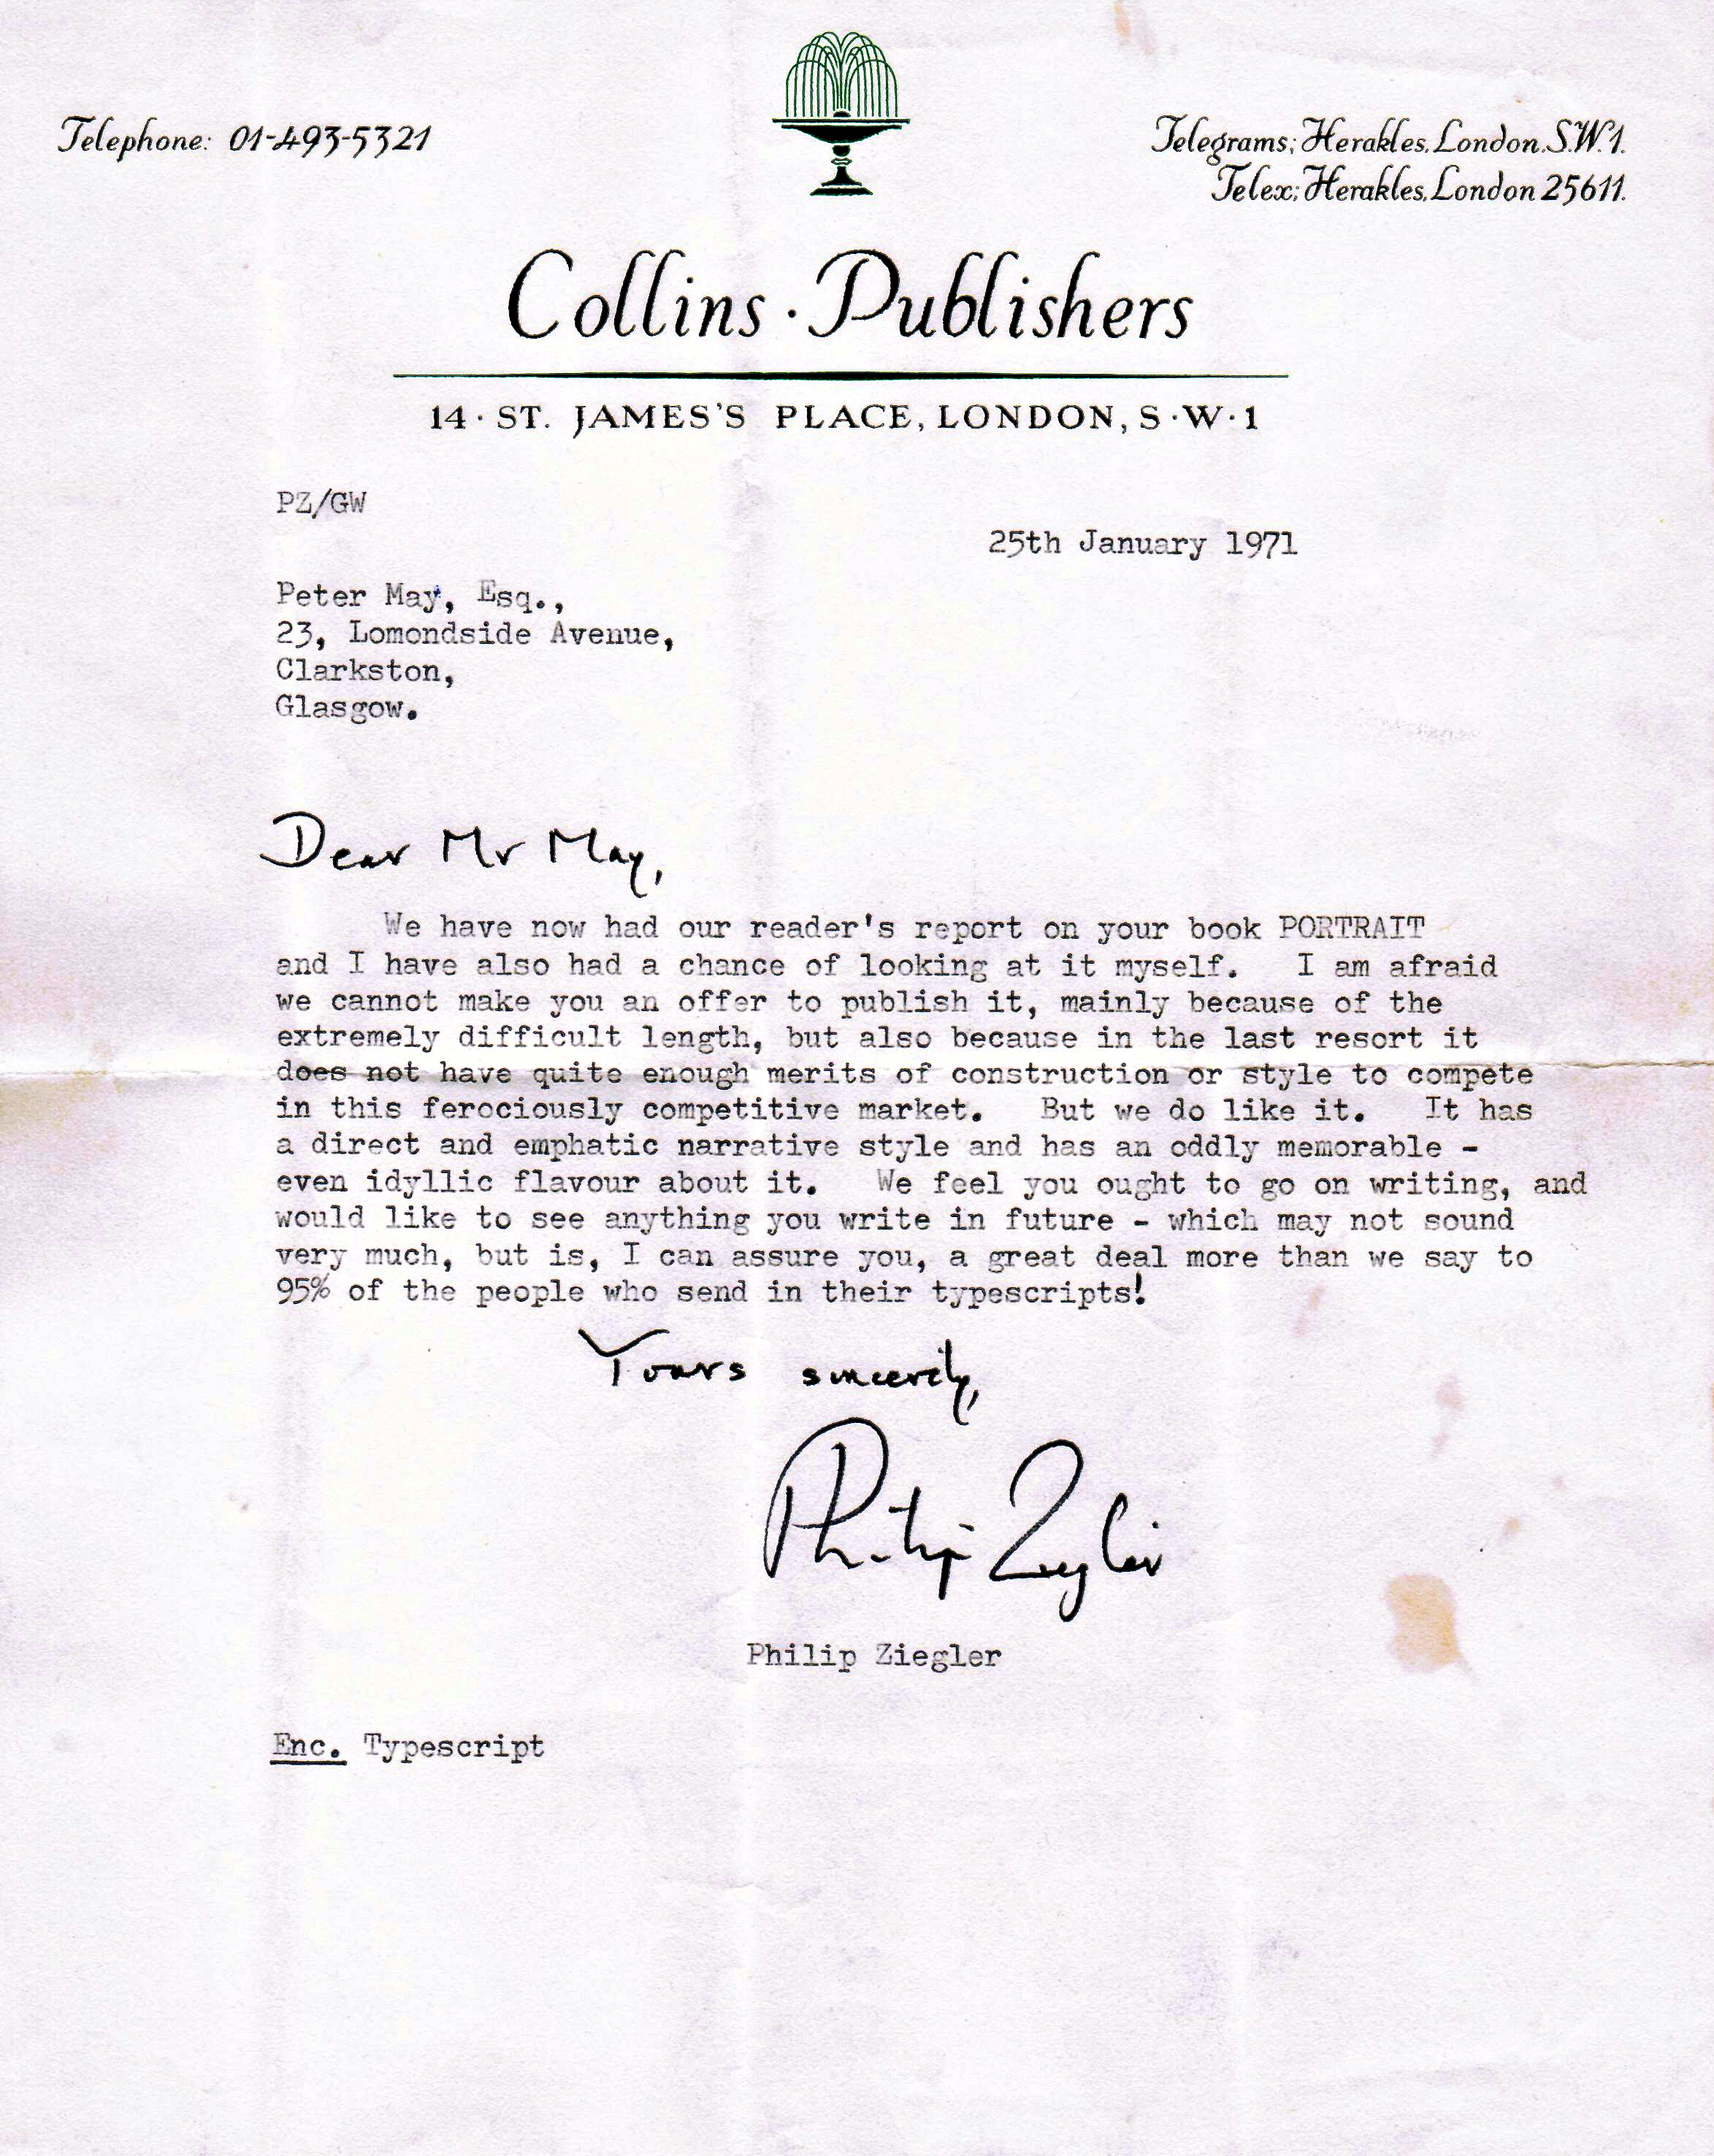 Telephone: 01-493-5321
Telegrams; Herakles, London. S.W.1.
Telex; Herakles, London 25611.
Collins · Publishers
14 · ST. JAMES'S PLACE, LONDON, S·W·1
PZ/GW
25th January 1971
Peter May, Esq.,
23, Lomondside Avenue,
Clarkston,
Glasgow.
Dear Mr May,
We have now had our reader's report on your book PORTRAIT
and I have also had a chance of looking at it myself. I am afraid
we cannot make you an offer to publish it, mainly because of the
extremely difficult length, but also because in the last resort it
does not have quite enough merits of construction or style to compete
in this ferociously competitive market. But we do like it. It has
a direct and emphatic narrative style and has an oddly memorable -
even idyllic flavour about it. We feel you ought to go on writing, and
would like to see anything you write in future - which may not sound
very much, but is, I can assure you, a great deal more than we say to
95% of the people who send in their typescripts!
Yours sincerely,
Philip Ziegler
Philip Ziegler
Enc. Typescript